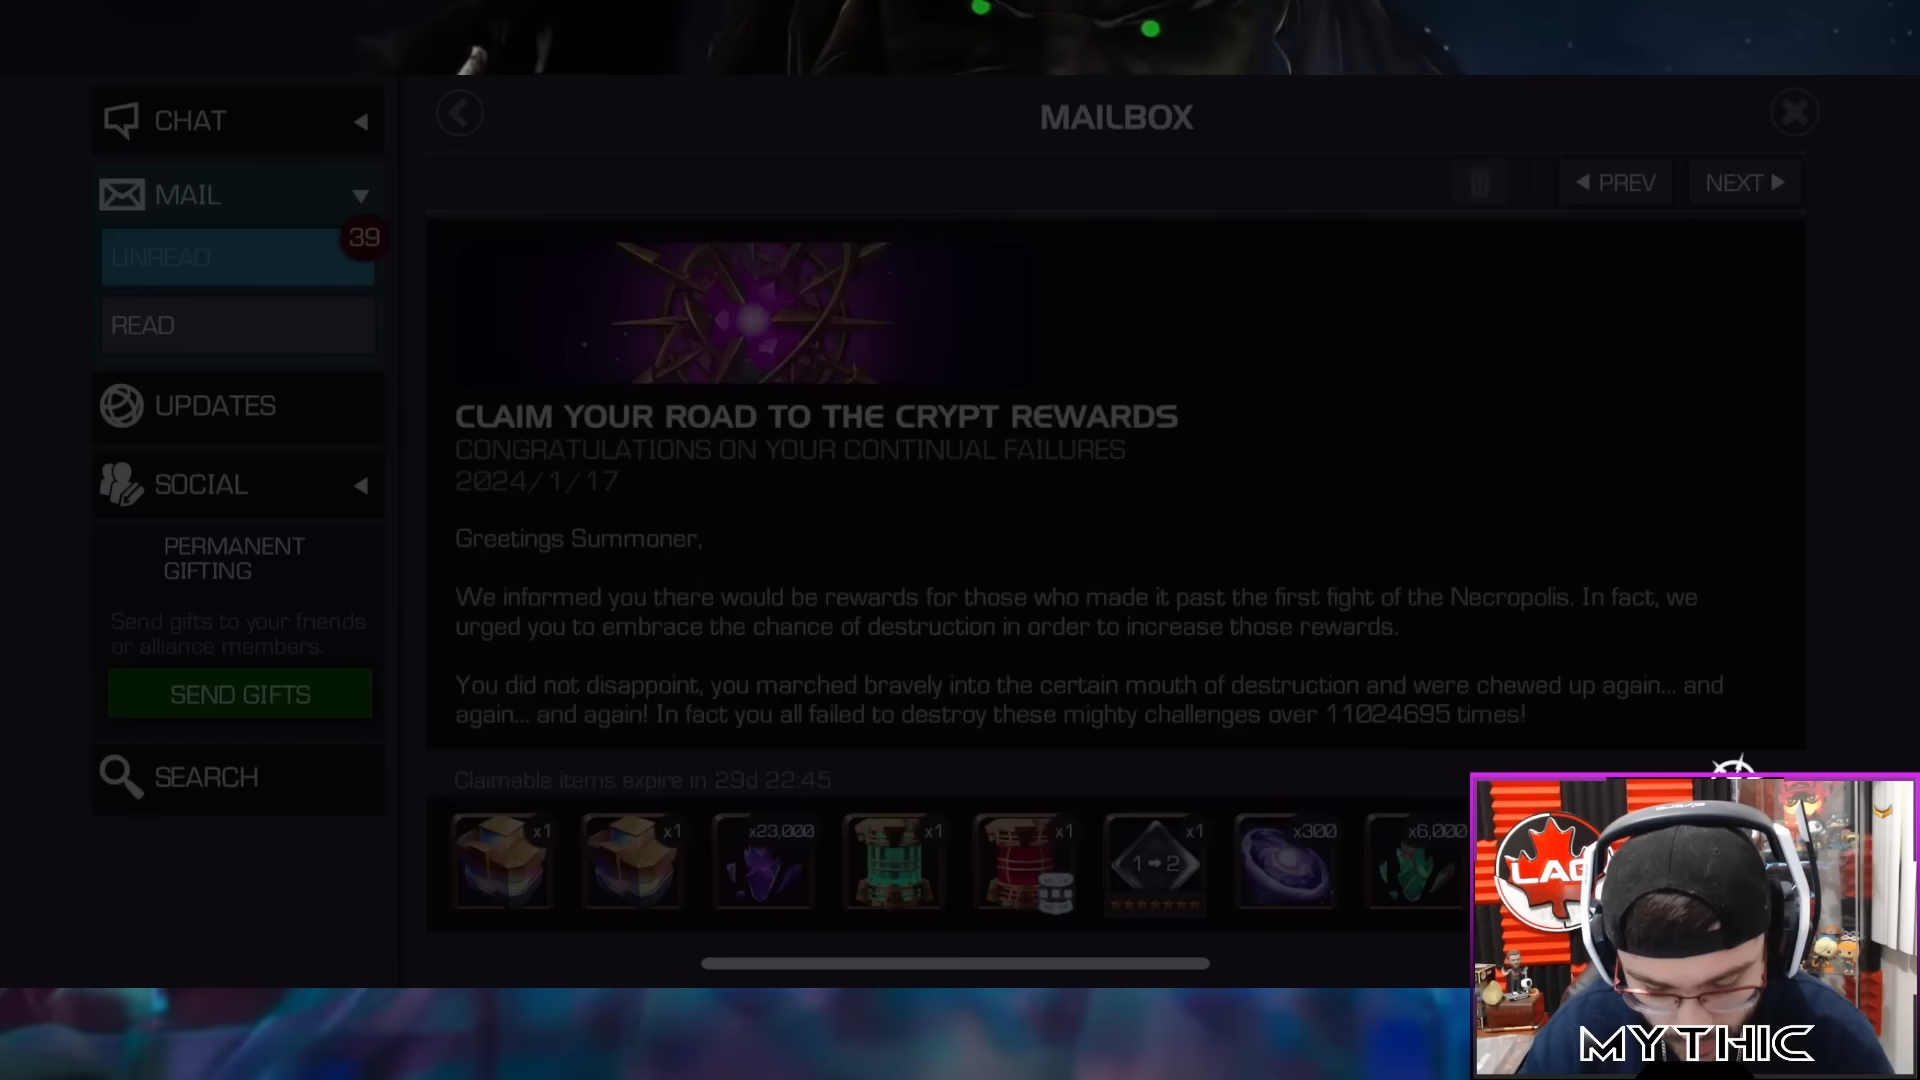 CHAT
MAILBOX
MAIL
PREV
NEXT
39
UNREAD
READ
UPDATES
CLAIM YOUR ROAD TO THE CRYPT REWARDS
CONGRATULATIONS ON YOUR CONTINUAL FAILURES
2024/1/17
SOCIAL
PERMANENT
GIFTING
Send gifts to your friends
or alliance members.
SEND GIFTS
SEARCH
Greetings Summoner,
We informed you there would be rewards for those who made it past the first fight of the Necropolis. In fact, we
urged you to embrace the chance of destruction in order to increase those rewards.
You did not disappoint, you marched bravely into the certain mouth of destruction and were chewed up again... and
again... and again! In fact you all failed to destroy these mighty challenges over 11024695 times!
Claimable items expire in 29d 22:45
x1 x1 x23,000 x1 x1 x1 x300 x6,000
1 2
LAG
MYTHIC